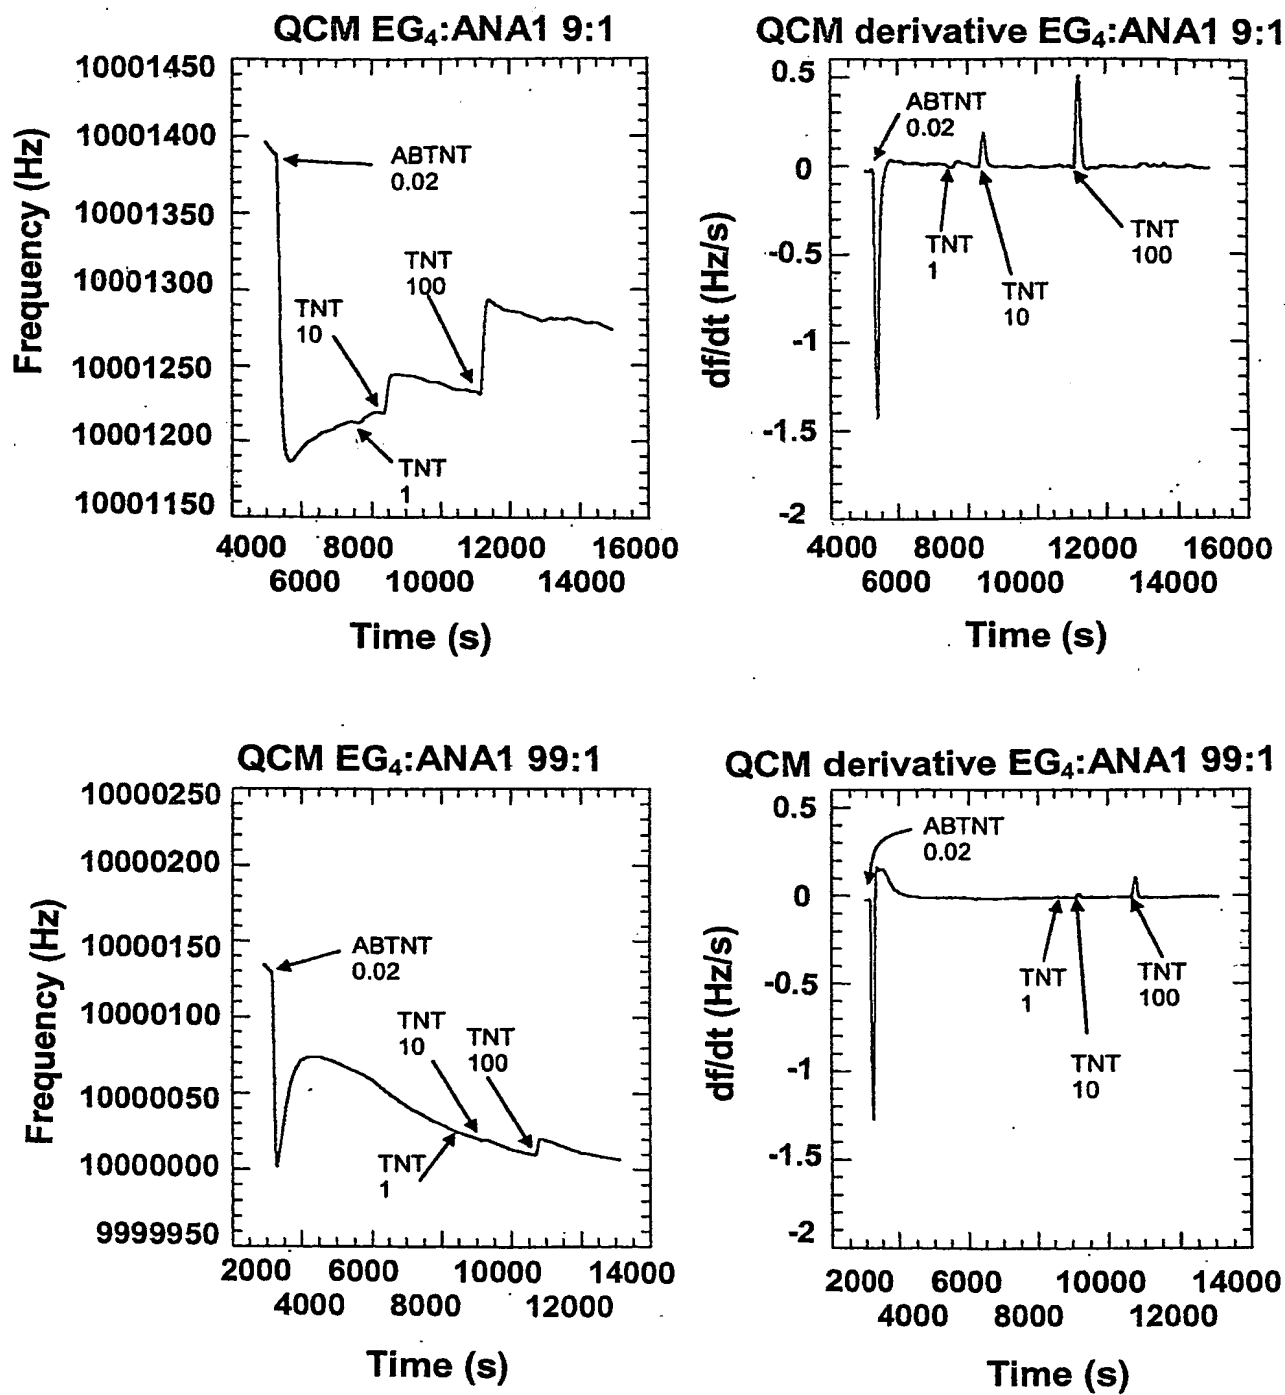 QCM EG₄:ANA1 9:1
10001450
10001400
10001350
10001300
10001250
10001200
10001150
Frequency (Hz)
ABTNT
0.02
TNT
10
TNT
100
TNT
1
4000 8000 12000 16000
6000 10000 14000
Time (s)
QCM derivative EG₄:ANA1 9:1
0.5
0
-0.5
-1
-1.5
-2
df/dt (Hz/s)
ABTNT
0.02
TNT
1
TNT
10
TNT
100
4000 8000 12000 16000
6000 10000 14000
Time (s)
QCM EG₄:ANA1 99:1
10000250
10000200
10000150
10000100
10000050
10000000
9999950
Frequency (Hz)
ABTNT
0.02
TNT
10
TNT
100
TNT
1
2000 6000 10000 14000
4000 8000 12000
Time (s)
QCM derivative EG₄:ANA1 99:1
0.5
0
-0.5
-1
-1.5
-2
df/dt (Hz/s)
ABTNT
0.02
TNT
1
TNT
10
TNT
100
2000 6000 10000 14000
4000 8000 12000
Time (s)